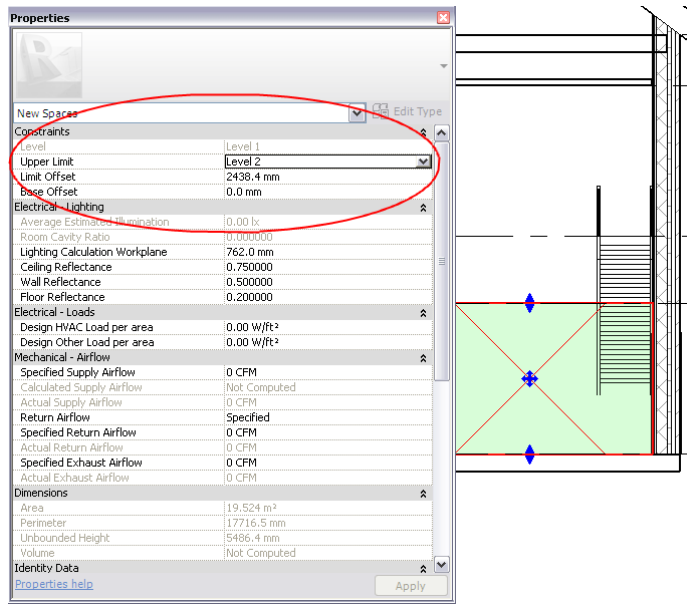 Properties
New Spaces Edit Type
Constraints
Level Level 1
Upper Limit Level 2
Limit Offset 2438.4 mm
Base Offset 0.0 mm
Electrical - Lighting
Average Estimated Illumination 0.00 lx
Room Cavity Ratio 0.000000
Lighting Calculation Workplane 762.0 mm
Ceiling Reflectance 0.750000
Wall Reflectance 0.500000
Floor Reflectance 0.200000
Electrical - Loads
Design HVAC Load per area 0.00 W/ft²
Design Other Load per area 0.00 W/ft²
Mechanical - Airflow
Specified Supply Airflow 0 CFM
Calculated Supply Airflow Not Computed
Actual Supply Airflow 0 CFM
Return Airflow Specified
Specified Return Airflow 0 CFM
Actual Return Airflow 0 CFM
Specified Exhaust Airflow 0 CFM
Actual Exhaust Airflow 0 CFM
Dimensions
Area 19.524 m²
Perimeter 17716.5 mm
Unbounded Height 5486.4 mm
Volume Not Computed
Identity Data
Properties help Apply